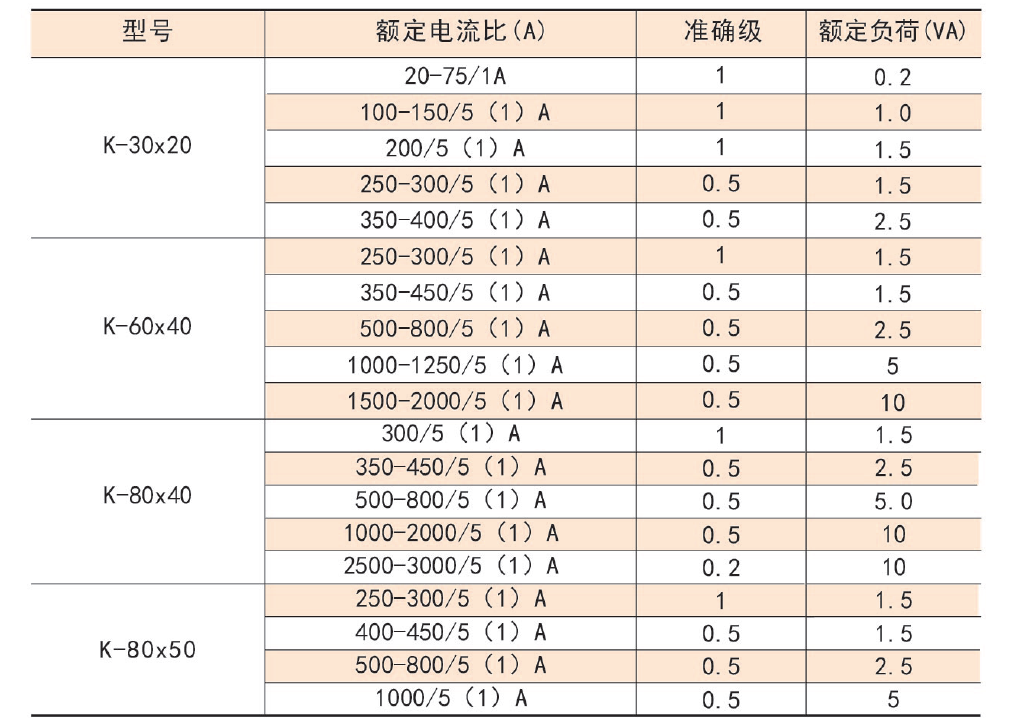 型号 额定电流比(A) 准确级 额定负荷(VA)
K-30x20
20-75/1A 1 0.2
100-150/5 (1) A 1 1.0
200/5 (1) A 1 1.5
250-300/5 (1) A 0.5 1.5
350-400/5 (1) A 0.5 2.5
K-60x40
250-300/5 (1) A 1 1.5
350-450/5 (1) A 0.5 1.5
500-800/5 (1) A 0.5 2.5
1000-1250/5 (1) A 0.5 5
1500-2000/5 (1) A 0.5 10
K-80x40
300/5 (1) A 1 1.5
350-450/5 (1) A 0.5 2.5
500-800/5 (1) A 0.5 5.0
1000-2000/5 (1) A 0.5 10
2500-3000/5 (1) A 0.2 10
K-80x50
250-300/5 (1) A 1 1.5
400-450/5 (1) A 0.5 1.5
500-800/5 (1) A 0.5 2.5
1000/5 (1) A 0.5 5